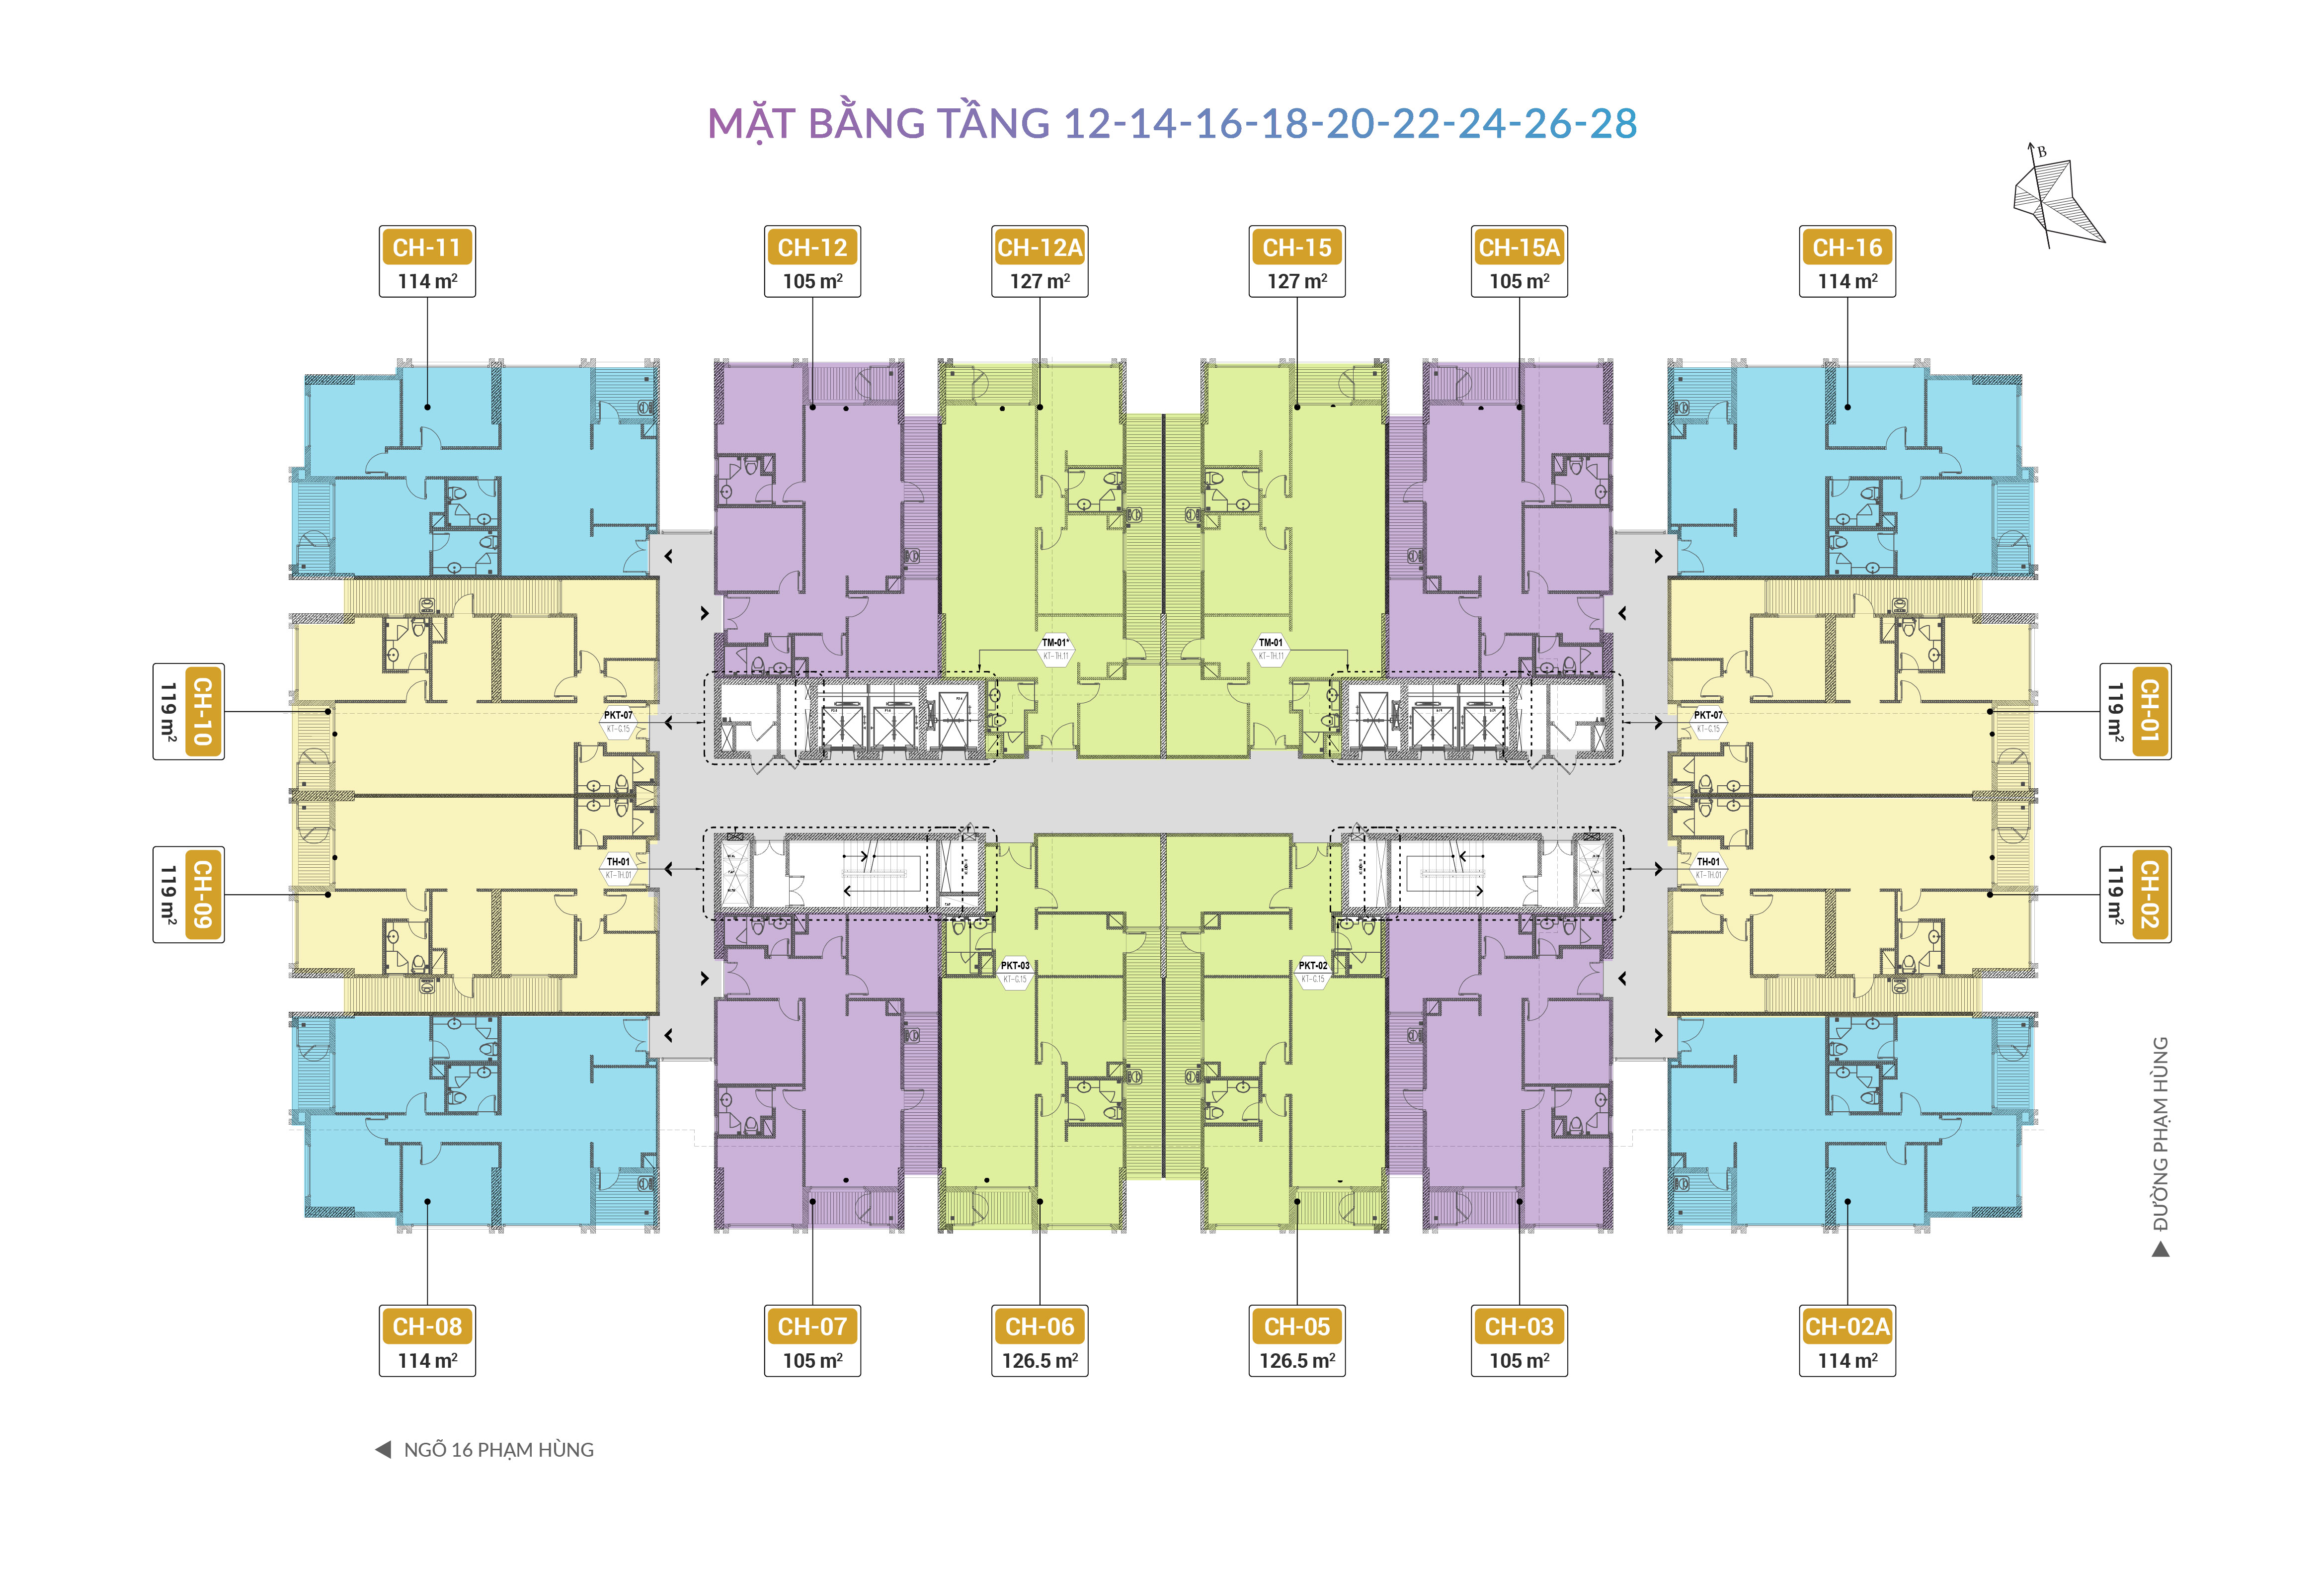 MẶT BẰNG TẦNG 12-14-16-18-20-22-24-26-28
B
CH-11
114 m²
CH-12
105 m²
CH-12A
127 m²
CH-15
127 m²
CH-15A
105 m²
CH-16
114 m²
TM-01*
KT-TH.11
TM-01
KT-TH.11
CH-10
119 m²
PKT-07
KT-G.15
PKT-07
KT-G.15
CH-01
119 m²
CH-09
119 m²
TH-01
KT-TH.01
TH-01
KT-TH.01
CH-02
119 m²
PKT-03
KT-G.15
PKT-02
KT-G.15
ĐƯỜNG PHẠM HÙNG
CH-08
114 m²
CH-07
105 m²
CH-06
126.5 m²
CH-05
126.5 m²
CH-03
105 m²
CH-02A
114 m²
NGÕ 16 PHẠM HÙNG